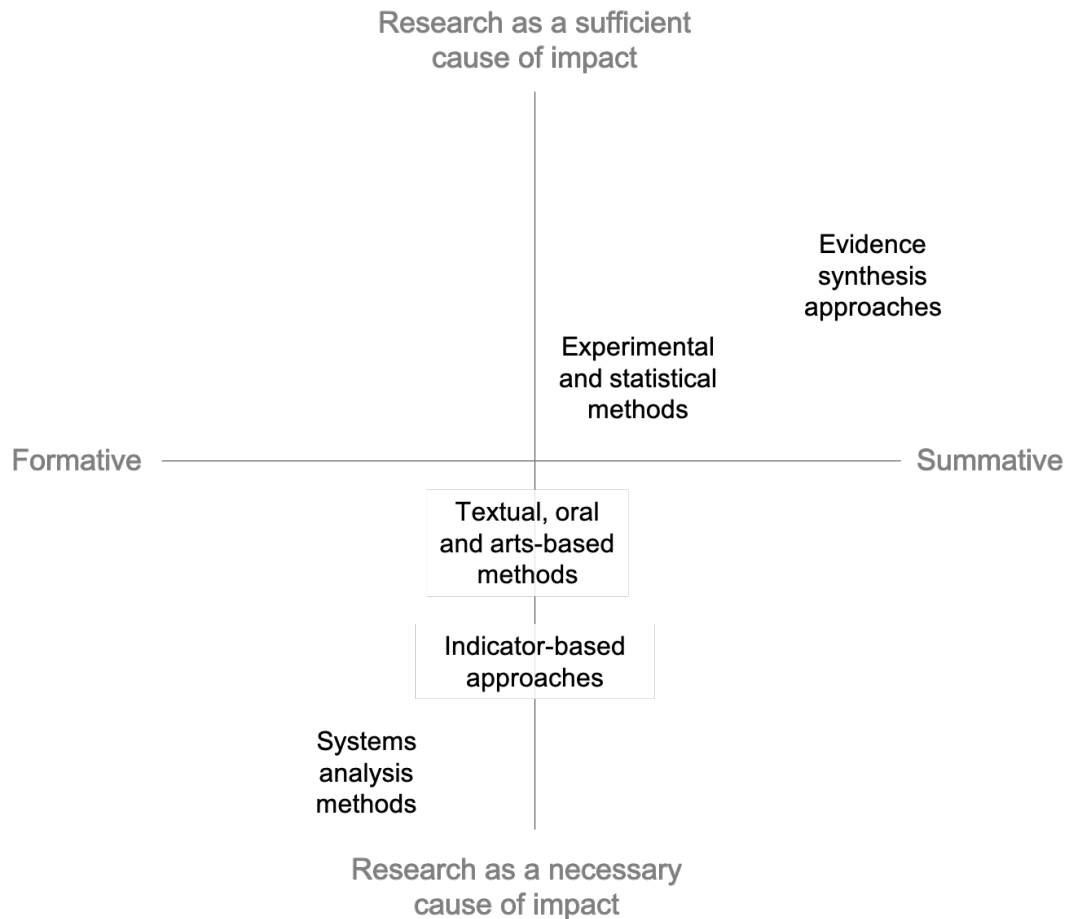 Research as a sufficient
cause of impact
Evidence
synthesis
approaches
Experimental
and statistical
methods
Formative
Summative
Textual, oral
and arts-based
methods
Indicator-based
approaches
Systems
analysis
methods
Research as a necessary
cause of impact